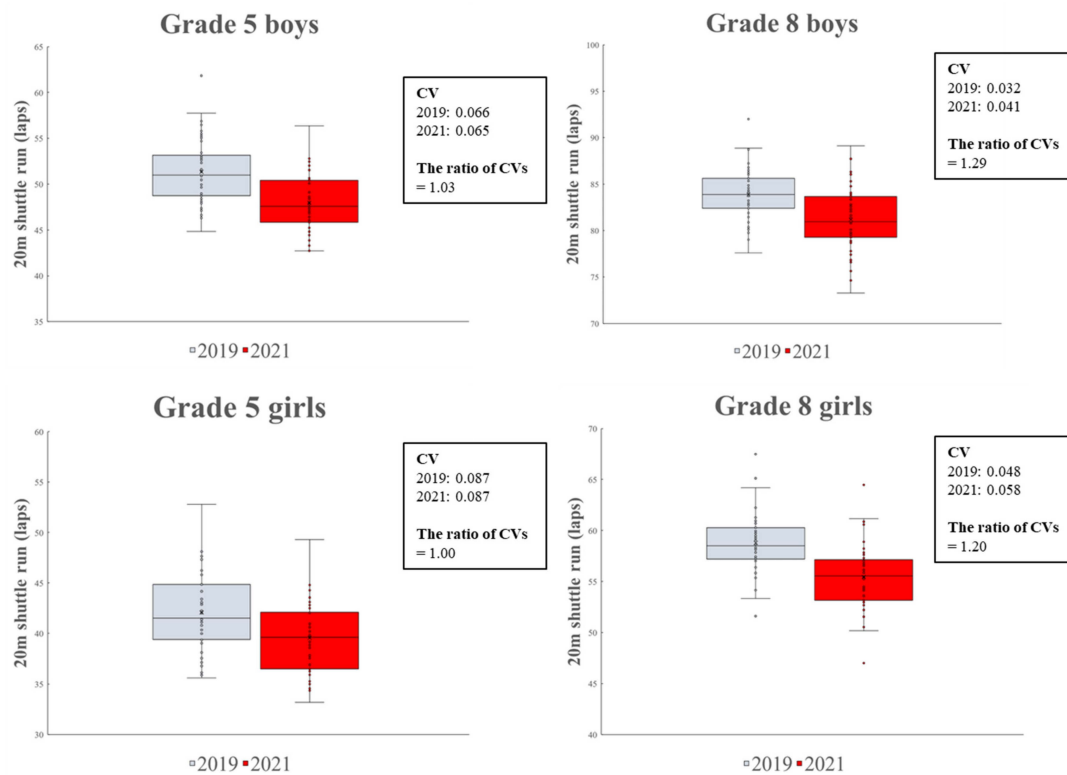 Grade 5 boys
20m shuttle run (laps)
65
60
55
50
45
40
35
CV
2019: 0.066
2021: 0.065
The ratio of CVs
= 1.03
2019 2021
Grade 8 boys
20m shuttle run (laps)
100
95
90
85
80
75
70
CV
2019: 0.032
2021: 0.041
The ratio of CVs
= 1.29
2019 2021
Grade 5 girls
20m shuttle run (laps)
60
50
45
40
35
30
CV
2019: 0.087
2021: 0.087
The ratio of CVs
= 1.00
2019 2021
Grade 8 girls
20m shuttle run (laps)
70
65
60
55
50
45
40
CV
2019: 0.048
2021: 0.058
The ratio of CVs
= 1.20
2019 2021